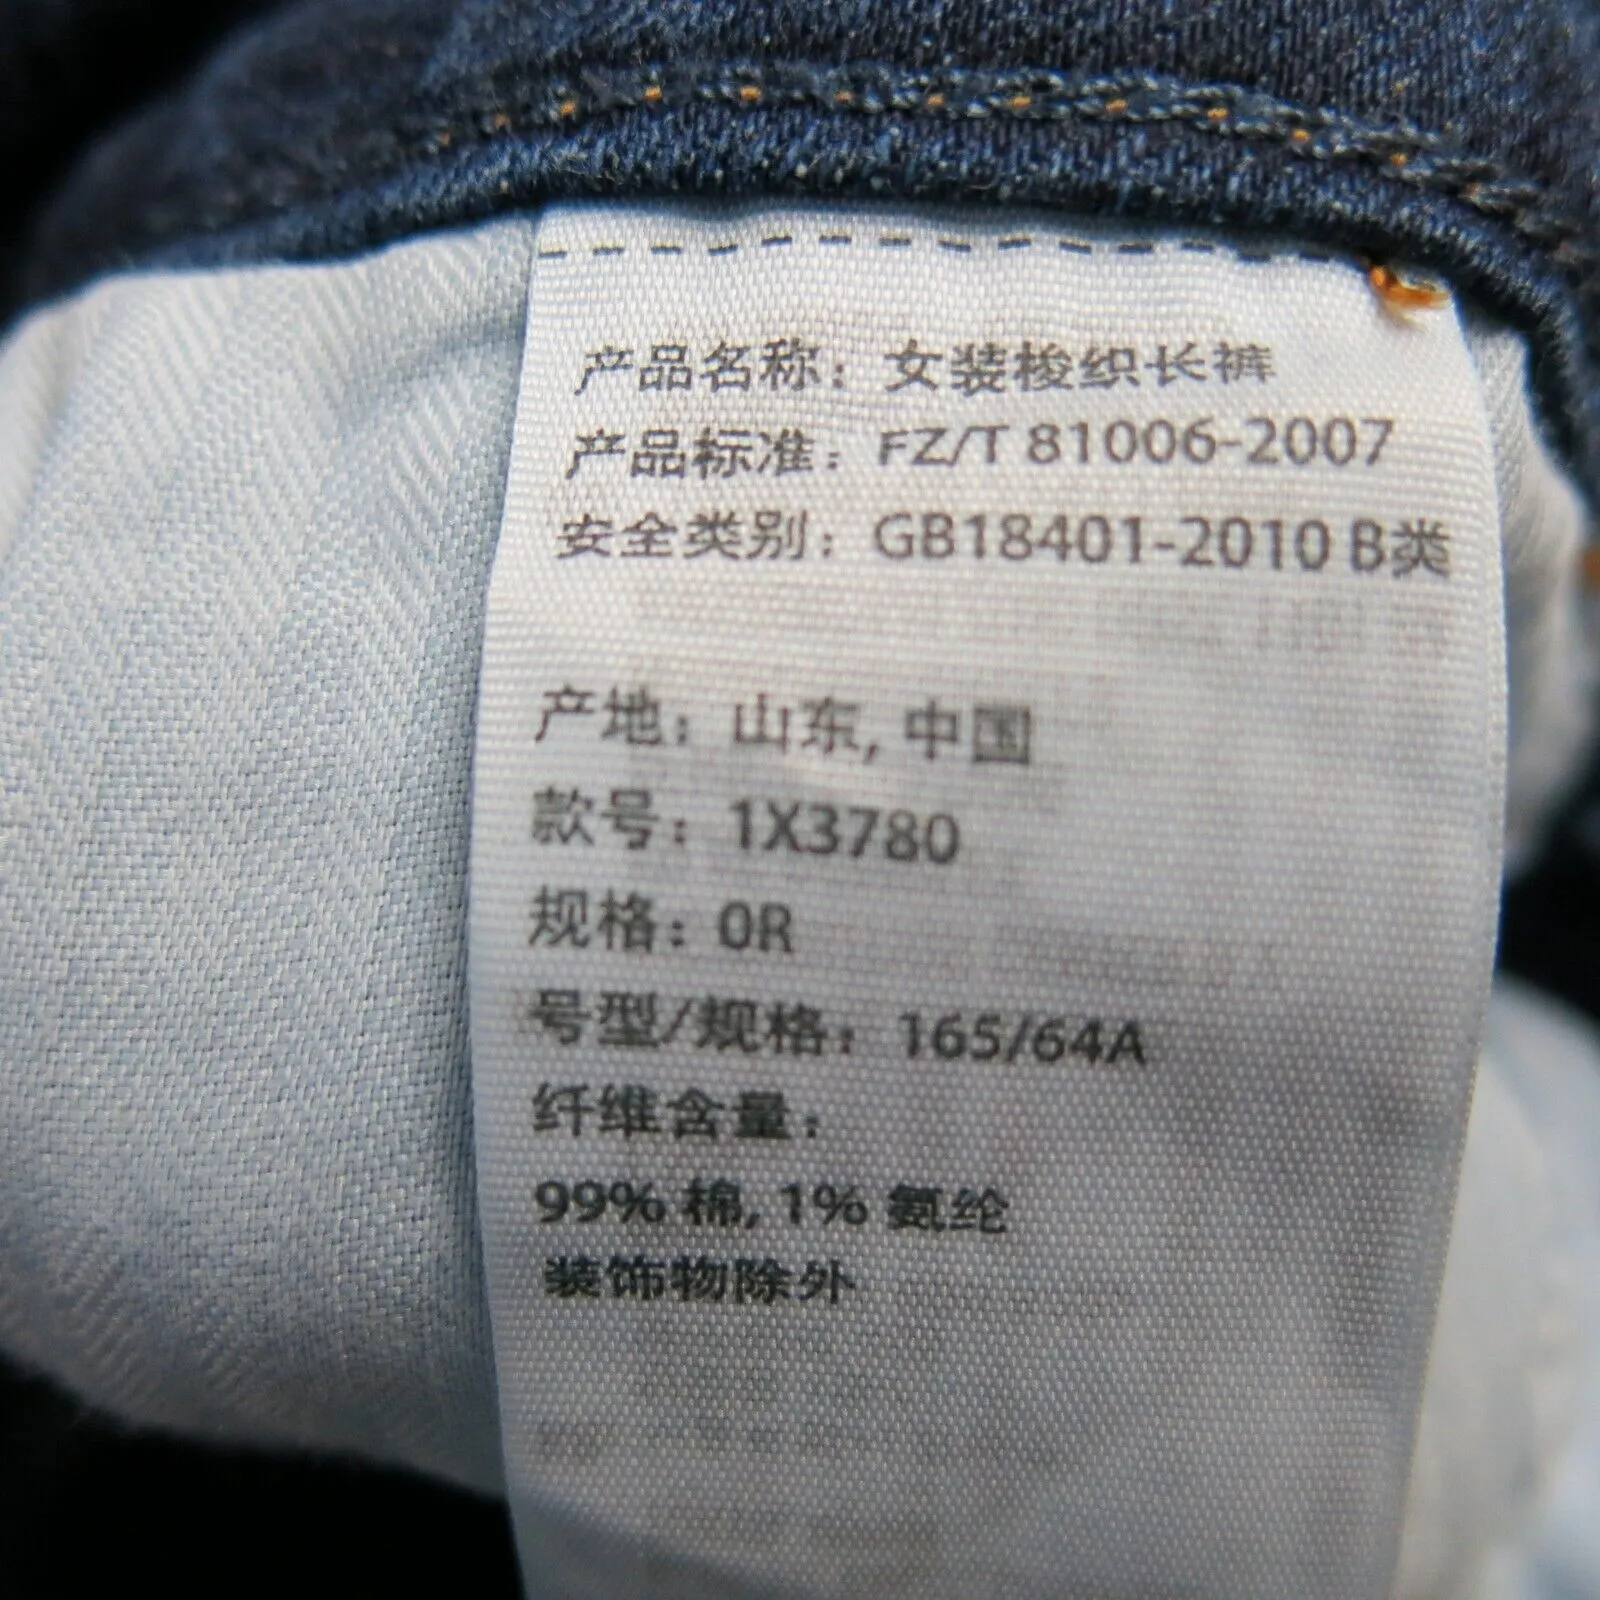 产品名称：女装梭织长裤
产品标准：FZ/T 81006-2007
安全类别：GB18401-2010 B类
产地：山东, 中国
款号：1X3780
规格：0R
号型/规格：165/64A
纤维含量：
99% 棉, 1% 氨纶
装饰物除外